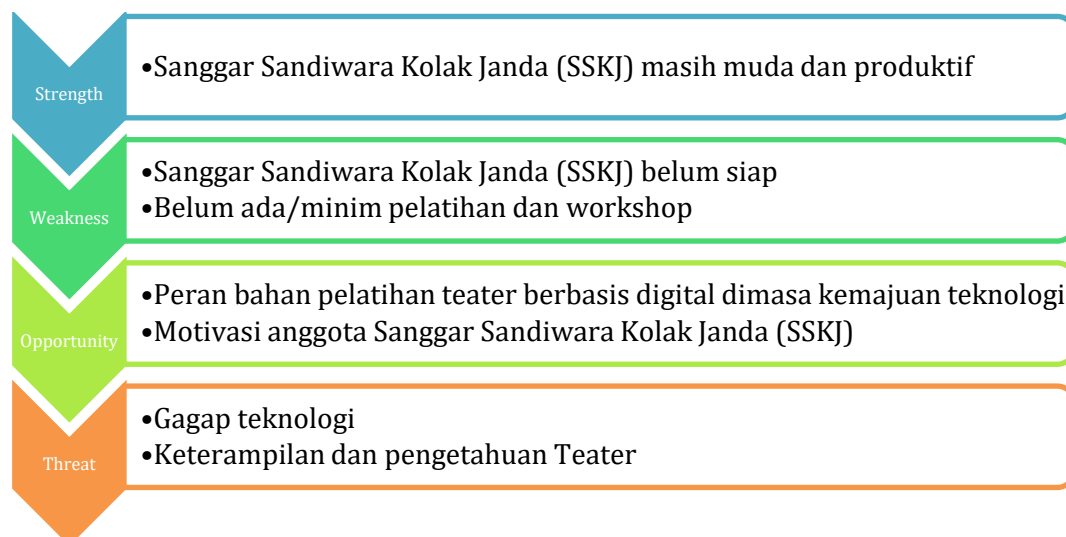 Strength
•Sanggar Sandiwara Kolak Janda (SSKJ) masih muda dan produktif
Weakness
•Sanggar Sandiwara Kolak Janda (SSKJ) belum siap
•Belum ada/minim pelatihan dan workshop
Opportunity
•Peran bahan pelatihan teater berbasis digital dimasa kemajuan teknologi
•Motivasi anggota Sanggar Sandiwara Kolak Janda (SSKJ)
Threat
•Gagap teknologi
•Keterampilan dan pengetahuan Teater